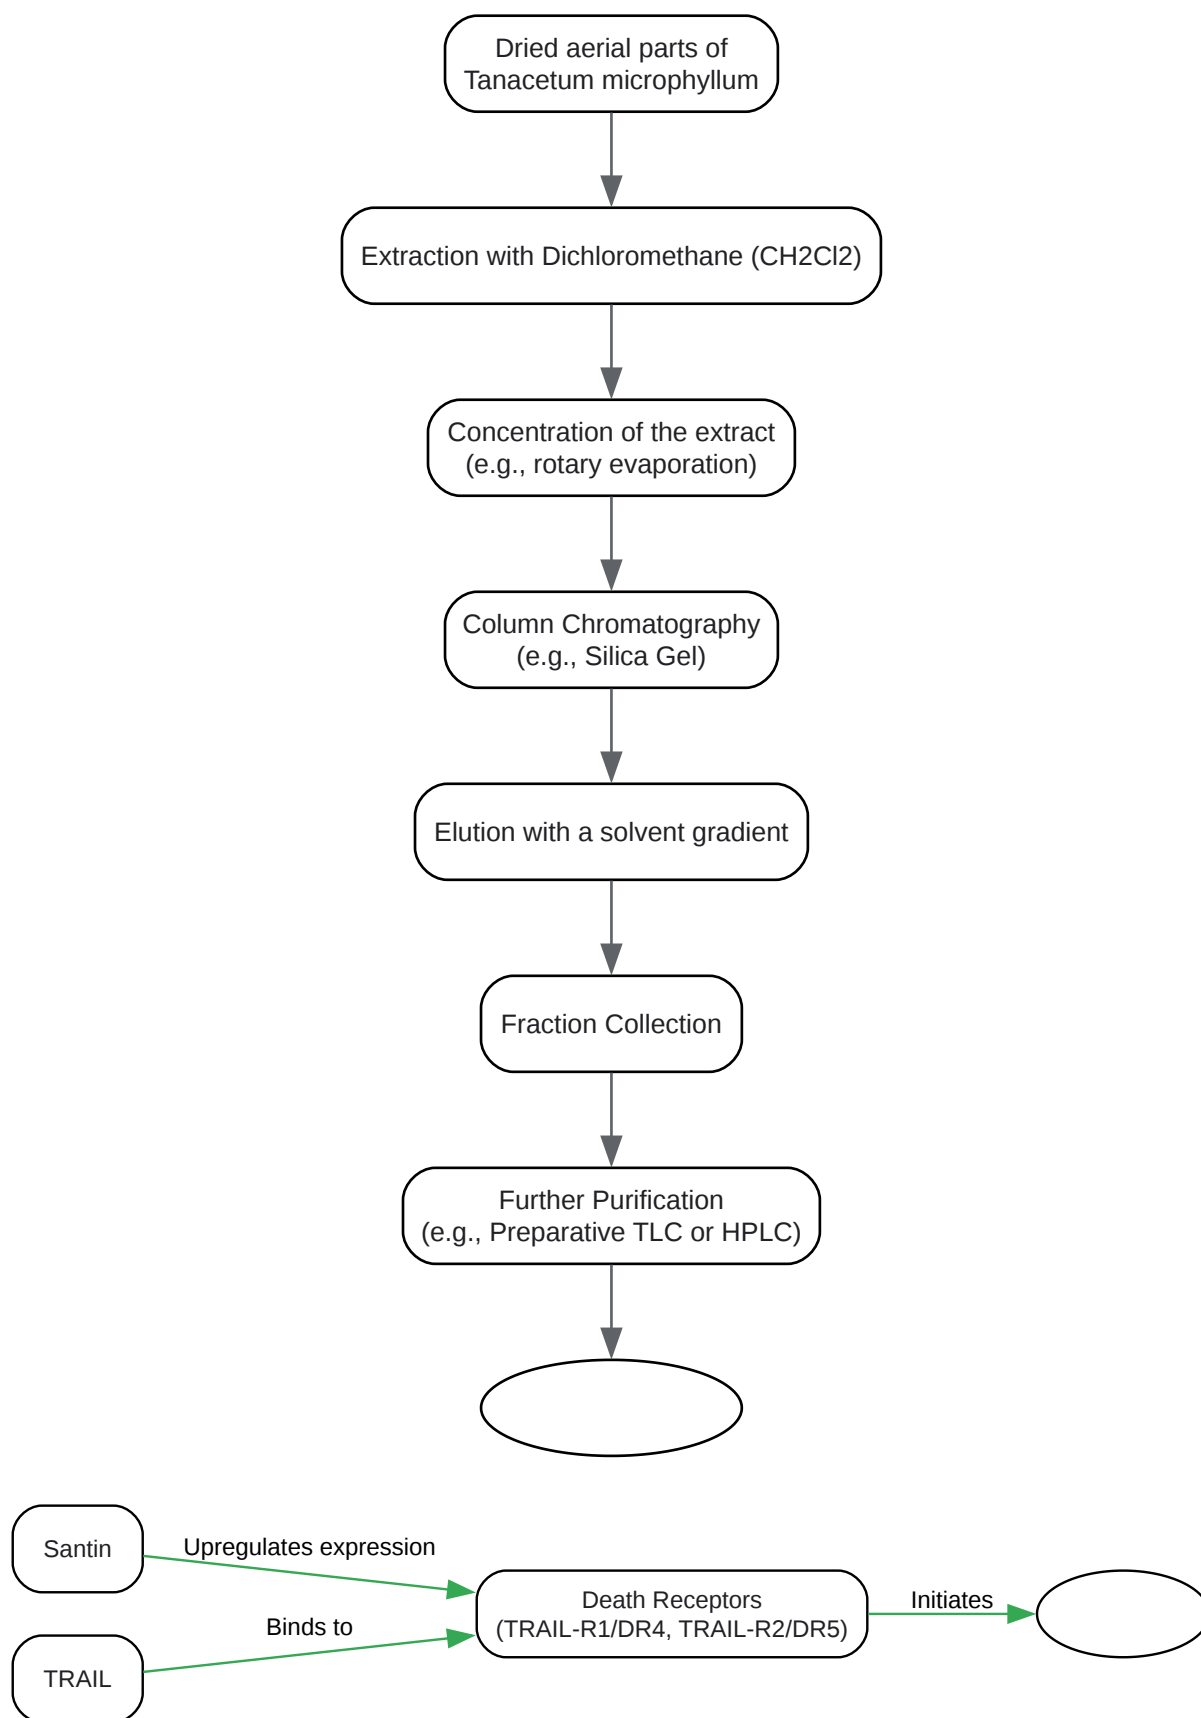 Dried aerial parts of
Tanacetum microphyllum
Extraction with Dichloromethane (CH2Cl2)
Concentration of the extract
(e.g., rotary evaporation)
Column Chromatography
(e.g., Silica Gel)
Elution with a solvent gradient
Fraction Collection
Further Purification
(e.g., Preparative TLC or HPLC)
Santin
Upregulates expression
TRAIL
Binds to
Death Receptors
(TRAIL-R1/DR4, TRAIL-R2/DR5)
Initiates